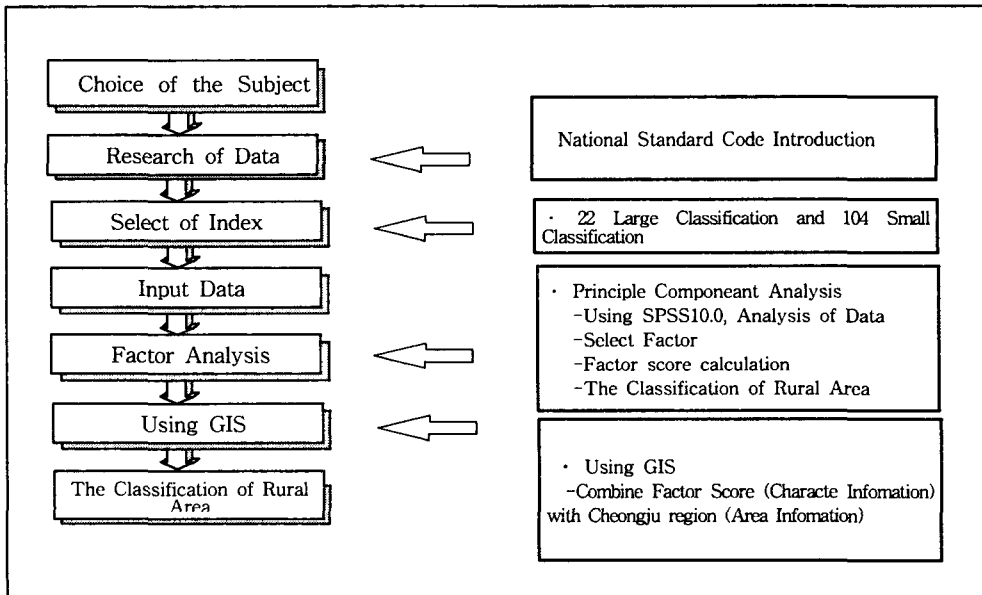 Choice of the Subject
Research of Data
Select of Index
Input Data
Factor Analysis
Using GIS
The Classification of Rural
Area
National Standard Code Introduction
· 22 Large Classification and 104 Small
Classification
· Principle Componeant Analysis
-Using SPSS10.0, Analysis of Data
-Select Factor
-Factor score calculation
-The Classification of Rural Area
· Using GIS
-Combine Factor Score (Characte Infomation)
with Cheongju region (Area Infomation)